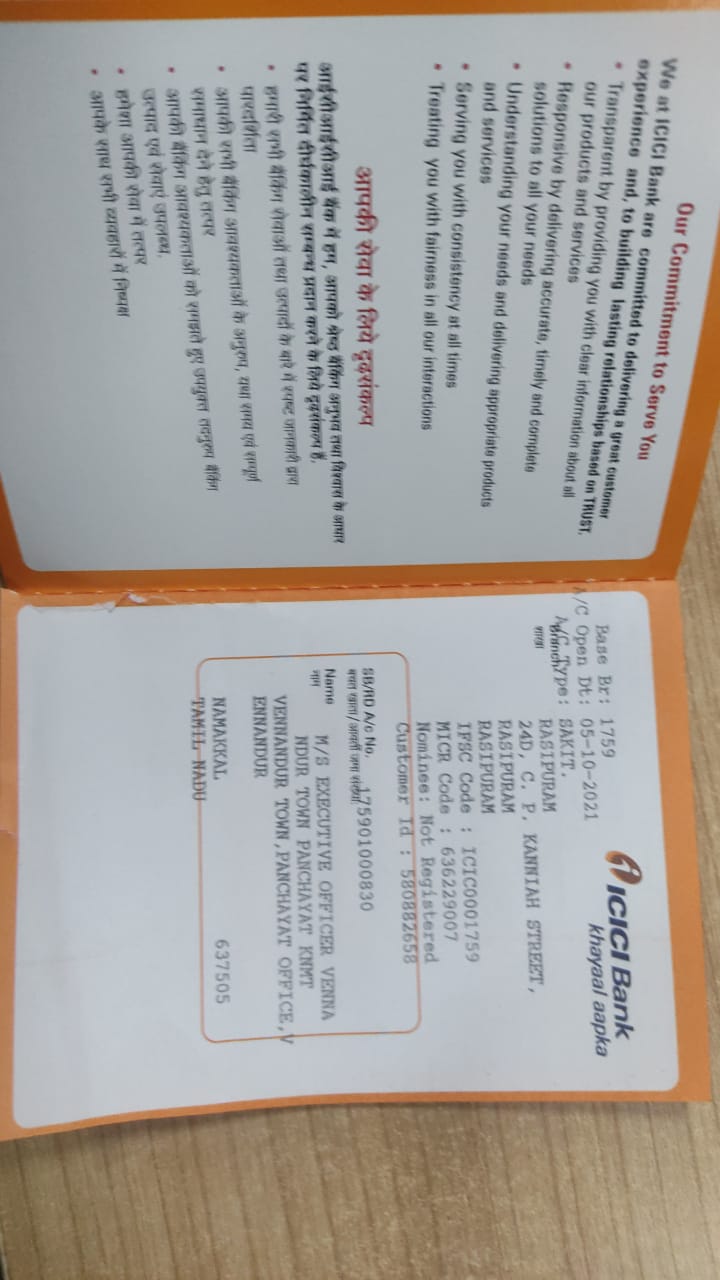 Our Commitment to Serve You
We at ICICI Bank are committed to delivering a great customer
experience and, to building lasting relationships based on TRUST.
• Transparent by providing you with clear information about all
our products and services
• Responsive by delivering accurate, timely and complete
solutions to all your needs
• Understanding your needs and delivering appropriate products
and services
• Serving you with consistency at all times
• Treating you with fairness in all our interactions
आपकी सेवा के लिये दृढ़संकल्प
आईसीआईसीआई बैंक में हम, आपको श्रेष्ठ बैंकिंग अनुभव तथा विश्वास के आधार
पर निर्मित दीर्घकालीन सम्बन्ध प्रदान करने के लिये दृढ़संकल्प हैं.
• हमारी सभी बैंकिंग सेवाओं तथा उत्पादों के बारे में स्पष्ट जानकारी द्वारा
पारदर्शिता
• आपकी सभी बैंकिंग आवश्यकताओं के अनुरूप, यथा समय एवं सम्पूर्ण
समाधान देने हेतु तत्पर
• आपकी बैंकिंग आवश्यकताओं को समझते हुए उपयुक्त तदनुरूप बैंकिंग
उत्पाद एवं सेवाएं उपलब्ध.
• हमेशा आपकी सेवा में तत्पर
• आपके साथ सभी व्यवहारों में निष्पक्ष
ICICI Bank
khayaal aapka
Base Br: 1759
A/C Open Dt: 05-10-2021
A/C Type: SAKIT.
Branch RASIPURAM
शाखा
24D, C. P. KANNIAH STREET,
RASIPURAM
RASIPURAM
IFSC Code : ICIC0001759
MICR Code : 636229007
Nominee: Not Registered
Customer Id : 580882658
SB/RD A/c No. 175901000830
बचत खाता/आवर्ती जमा संख्या
Name M/S EXECUTIVE OFFICER VENNA
नाम NDUR TOWN PANCHAYAT KNMT
VENNANDUR TOWN,PANCHAYAT OFFICE,V
ENNANDUR
NAMAKKAL 637505
TAMIL NADU